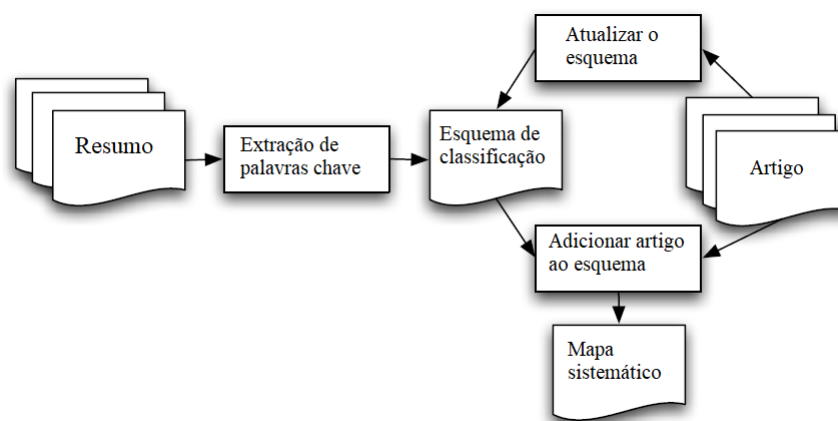 Atualizar o
esquema
Resumo
Extração de
palavras chave
Esquema de
classificação
Artigo
Adicionar artigo
ao esquema
Mapa
sistemático